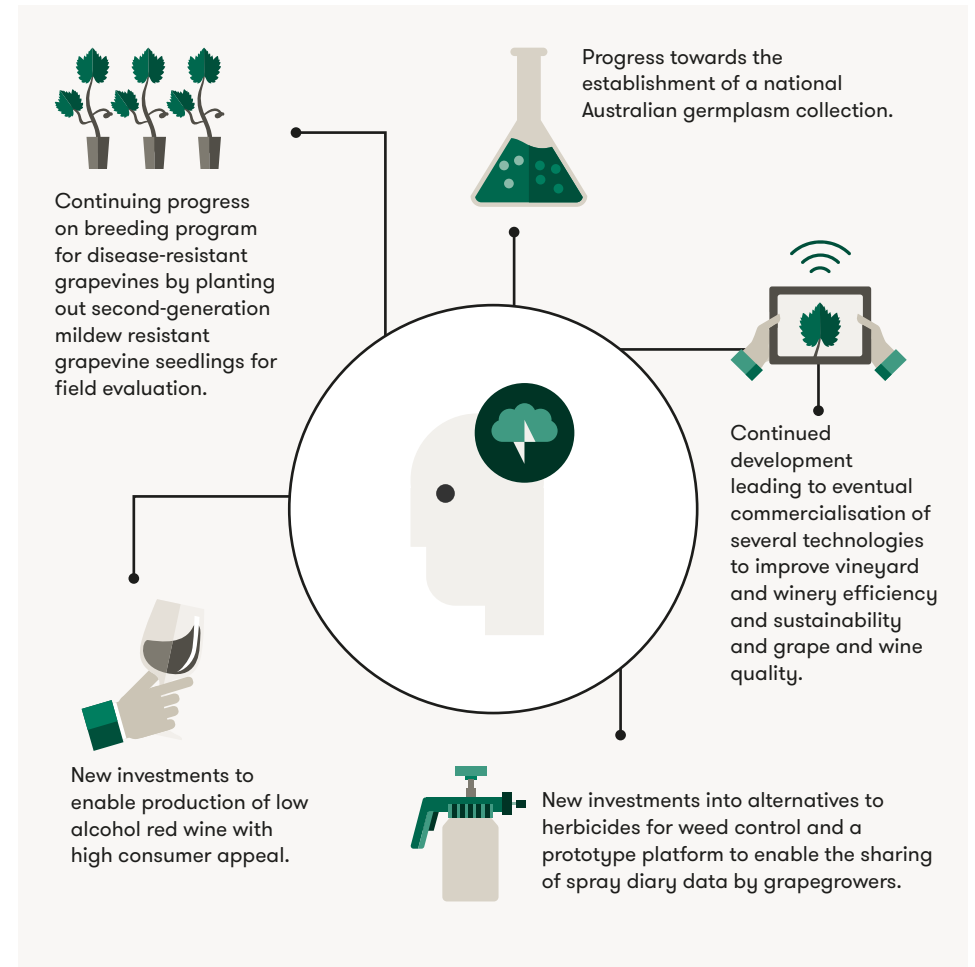 Progress towards the
establishment of a national
Australian germplasm collection.
Continuing progress
on breeding program
for disease-resistant
grapevines by planting
out second-generation
mildew resistant
grapevine seedlings for
field evaluation.
Continued
development
leading to eventual
commercialisation of
several technologies
to improve vineyard
and winery efficiency
and sustainability
and grape and wine
quality.
New investments to
enable production of low
alcohol red wine with
high consumer appeal.
New investments into alternatives to
herbicides for weed control and a
prototype platform to enable the sharing
of spray diary data by grapegrowers.